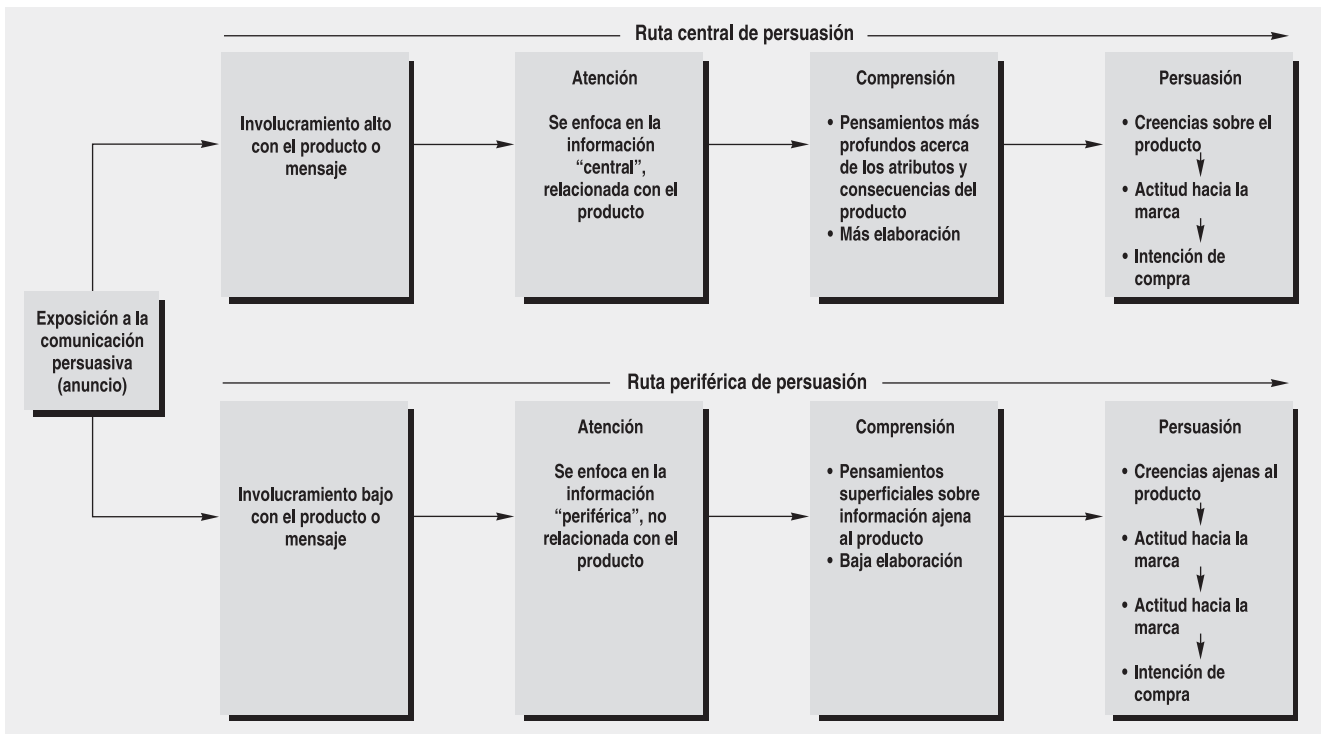 Ruta central de persuasión
Involucramiento alto
con el producto o
mensaje
Atención
Se enfoca en la
información
“central”,
relacionada con el
producto
Comprensión
• Pensamientos más
profundos acerca
de los atributos y
consecuencias del
producto
• Más elaboración
Persuasión
• Creencias sobre el
producto
• Actitud hacia la
marca
• Intención de
compra
Exposición a la
comunicación
persuasiva
(anuncio)
Ruta periférica de persuasión
Involucramiento bajo
con el producto o
mensaje
Atención
Se enfoca en la
información
“periférica”, no
relacionada con el
producto
Comprensión
• Pensamientos
superficiales sobre
información ajena
al producto
• Baja elaboración
Persuasión
• Creencias ajenas al
producto
• Actitud hacia la
marca
• Actitud hacia la
marca
• Intención de
compra